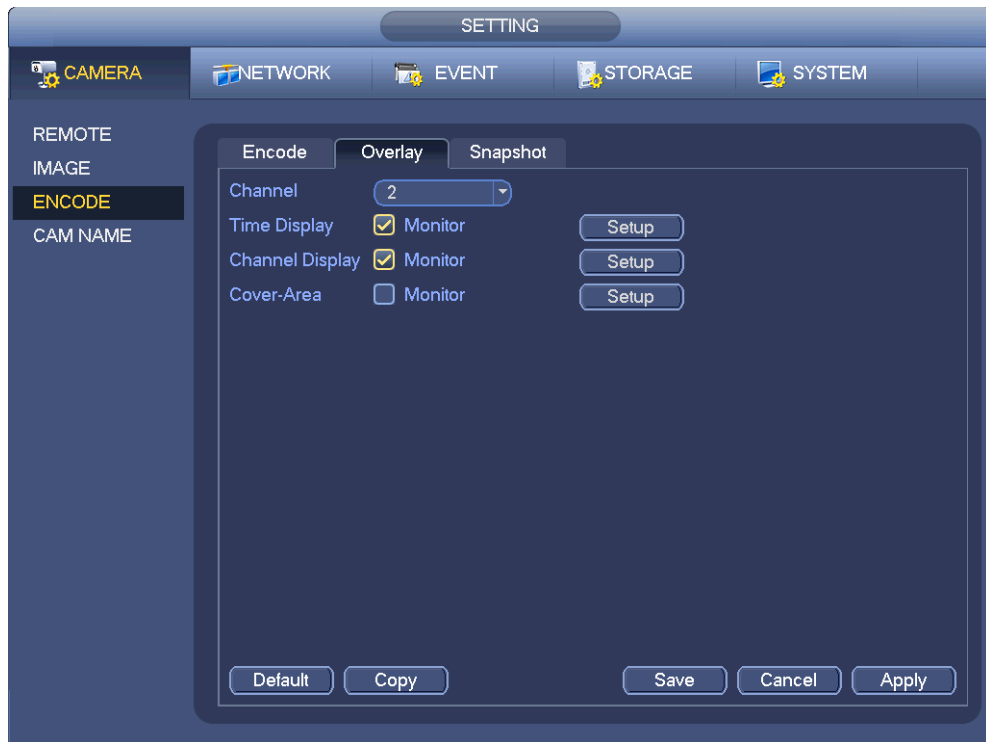 SETTING
CAMERA NETWORK EVENT STORAGE SYSTEM
REMOTE
IMAGE
ENCODE
CAM NAME
Encode Overlay Snapshot
Channel 2
Time Display Monitor Setup
Channel Display Monitor Setup
Cover-Area Monitor Setup
Default Copy Save Cancel Apply